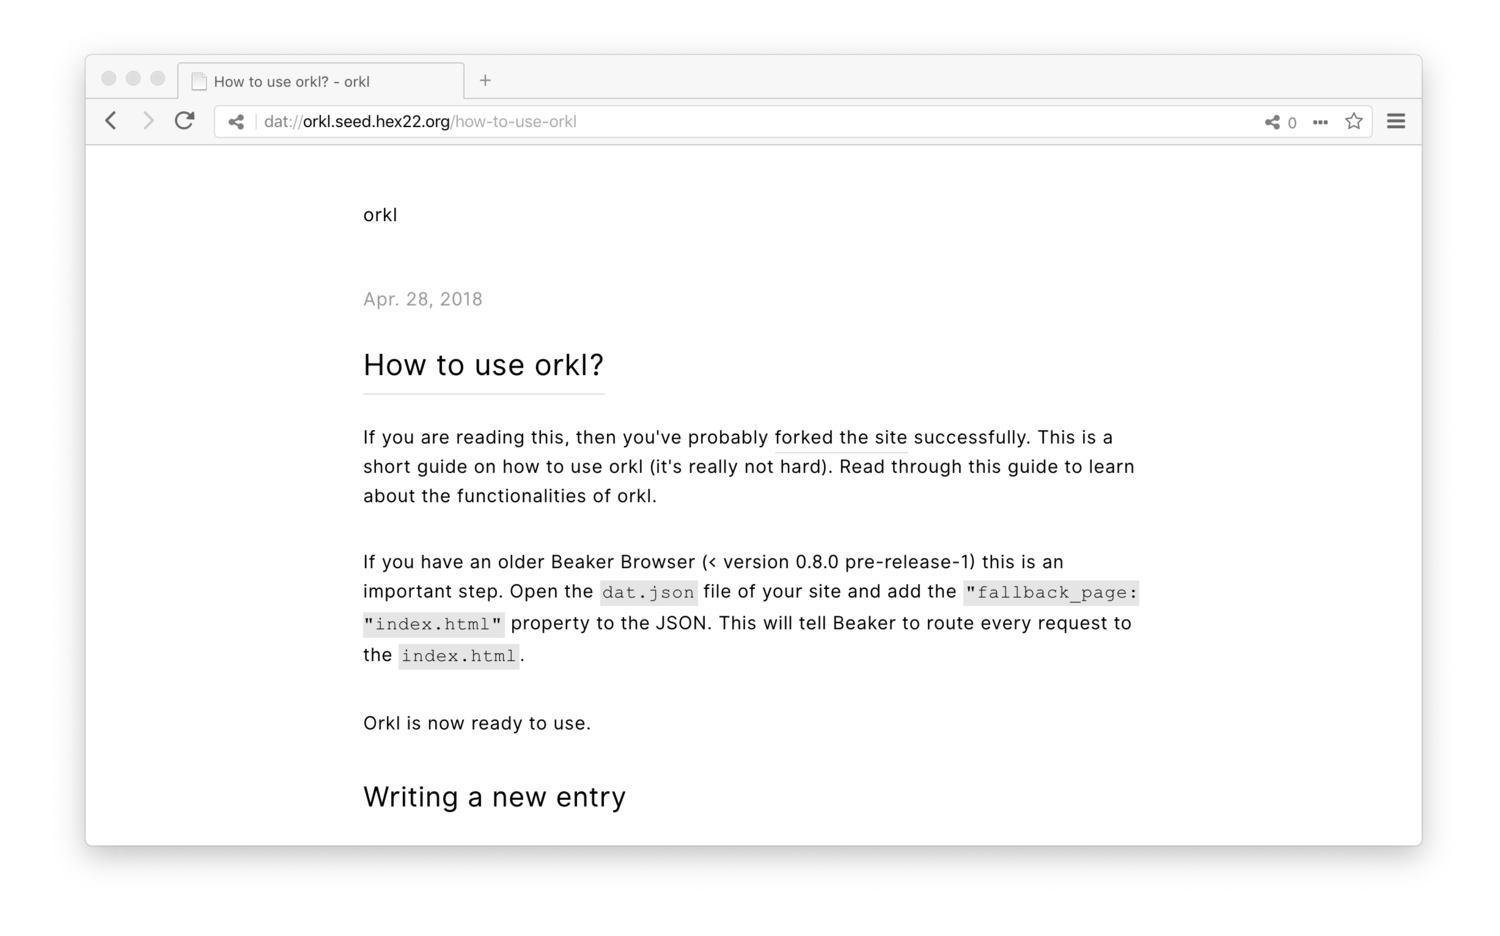 How to use orkl? - orkl
dat://orkl.seed.hex22.org/how-to-use-orkl
0
orkl
Apr. 28, 2018
How to use orkl?
If you are reading this, then you've probably forked the site successfully. This is a
short guide on how to use orkl (it's really not hard). Read through this guide to learn
about the functionalities of orkl.
If you have an older Beaker Browser (< version 0.8.0 pre-release-1) this is an
important step. Open the dat.json file of your site and add the "fallback_page:
"index.html" property to the JSON. This will tell Beaker to route every request to
the index.html.
Orkl is now ready to use.
Writing a new entry